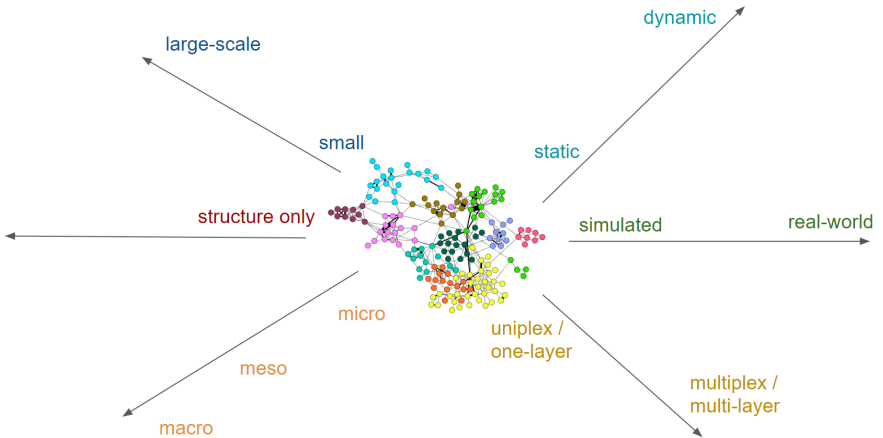 dynamic
large-scale
small
static
structure only
simulated
real-world
micro
uniplex /
one-layer
meso
multiplex /
multi-layer
macro